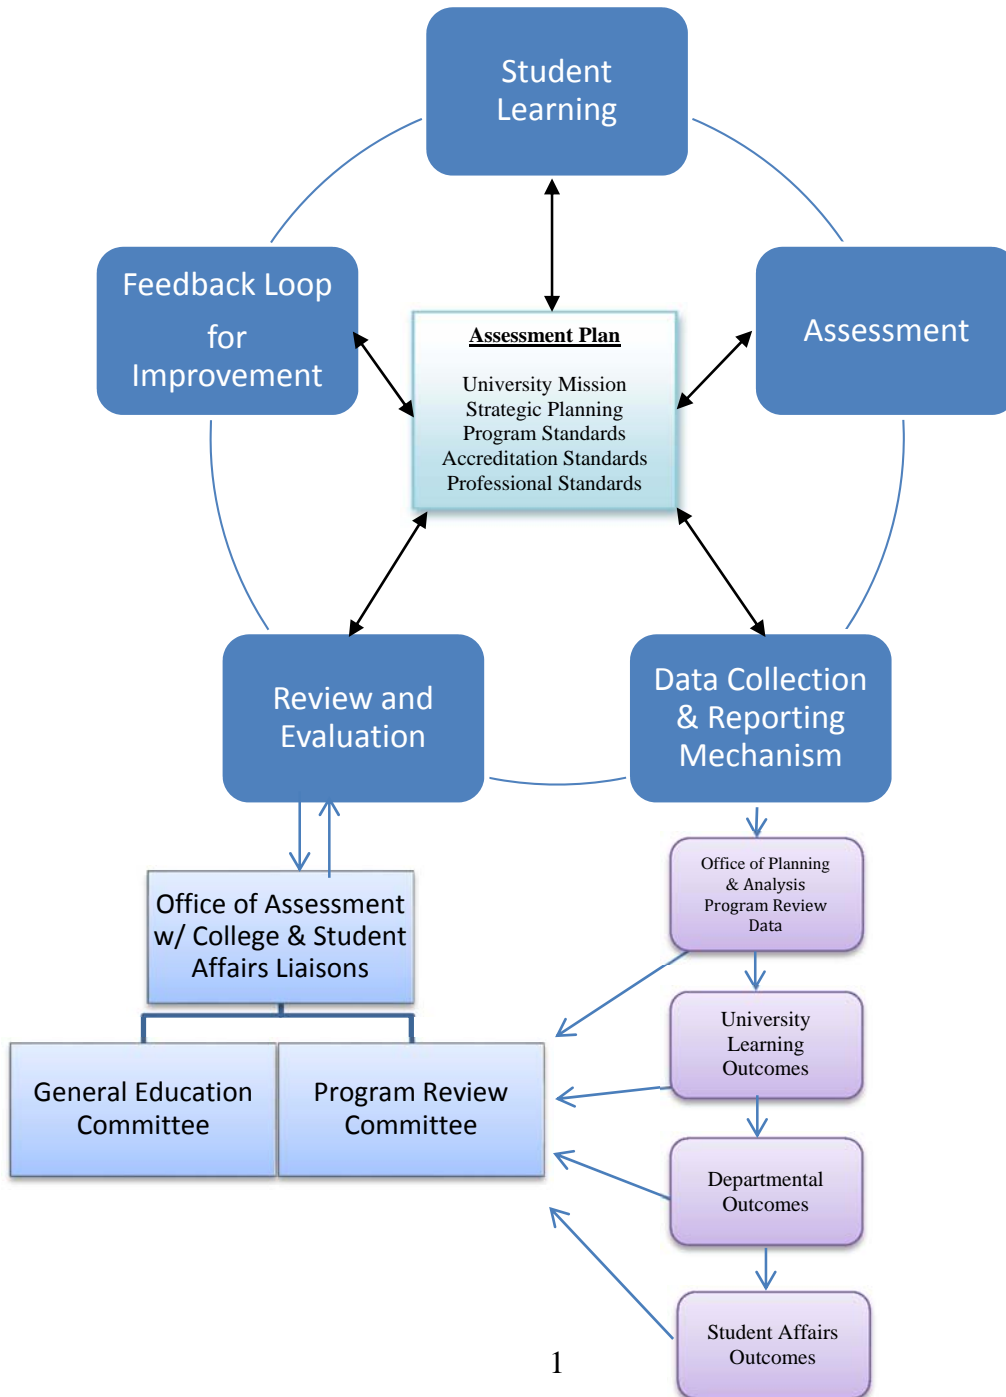 Student
Learning
Feedback Loop
for
Improvement
Assessment
Assessment Plan
University Mission
Strategic Planning
Program Standards
Accreditation Standards
Professional Standards
Review and
Evaluation
Data Collection
& Reporting
Mechanism
Office of Assessment
w/ College & Student
Affairs Liaisons
General Education
Committee
Program Review
Committee
Office of Planning
& Analysis
Program Review
Data
University
Learning
Outcomes
Departmental
Outcomes
Student Affairs
Outcomes
1